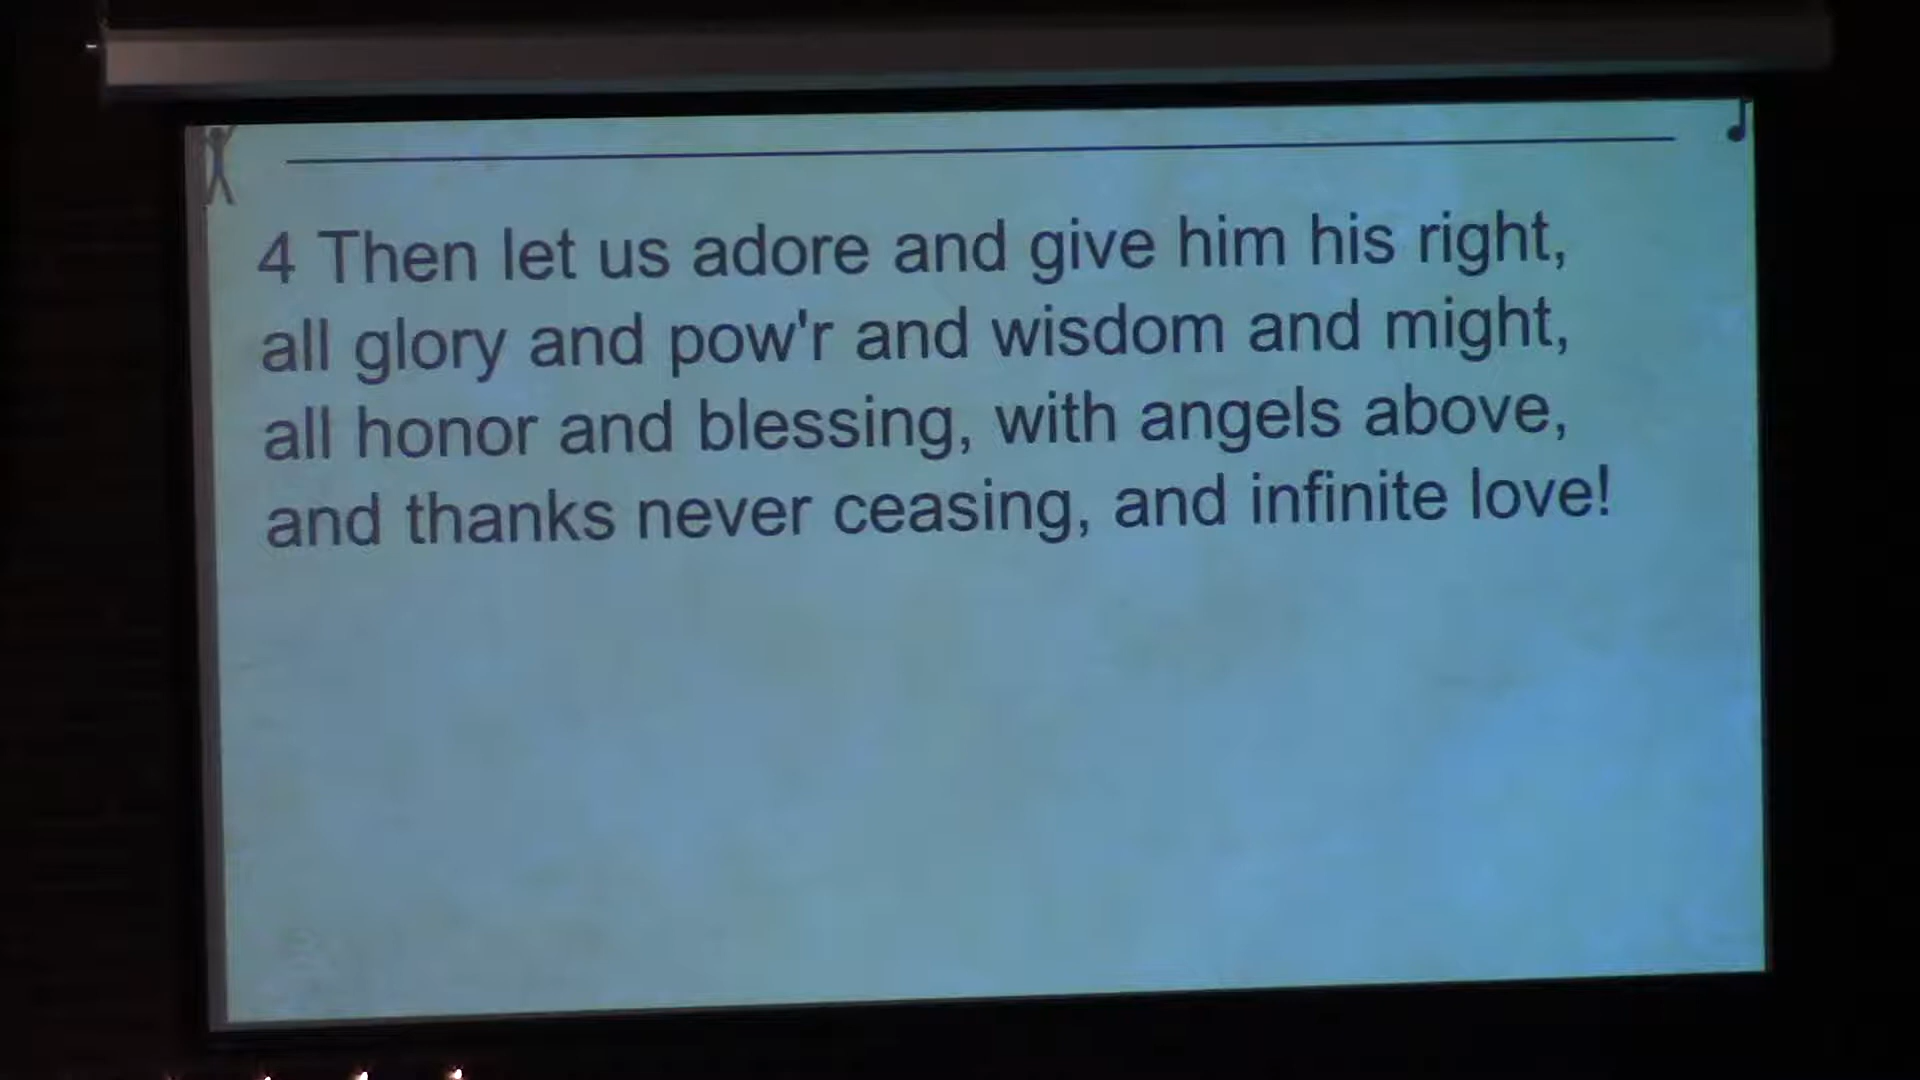 4 Then let us adore and give him his right,
all glory and pow'r and wisdom and might,
all honor and blessing, with angels above,
and thanks never ceasing, and infinite love!